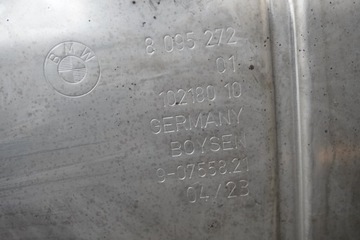 BMW
8 095 272
01
102180 10
GERMANY
BOYSEN
9-07558.21
04/23